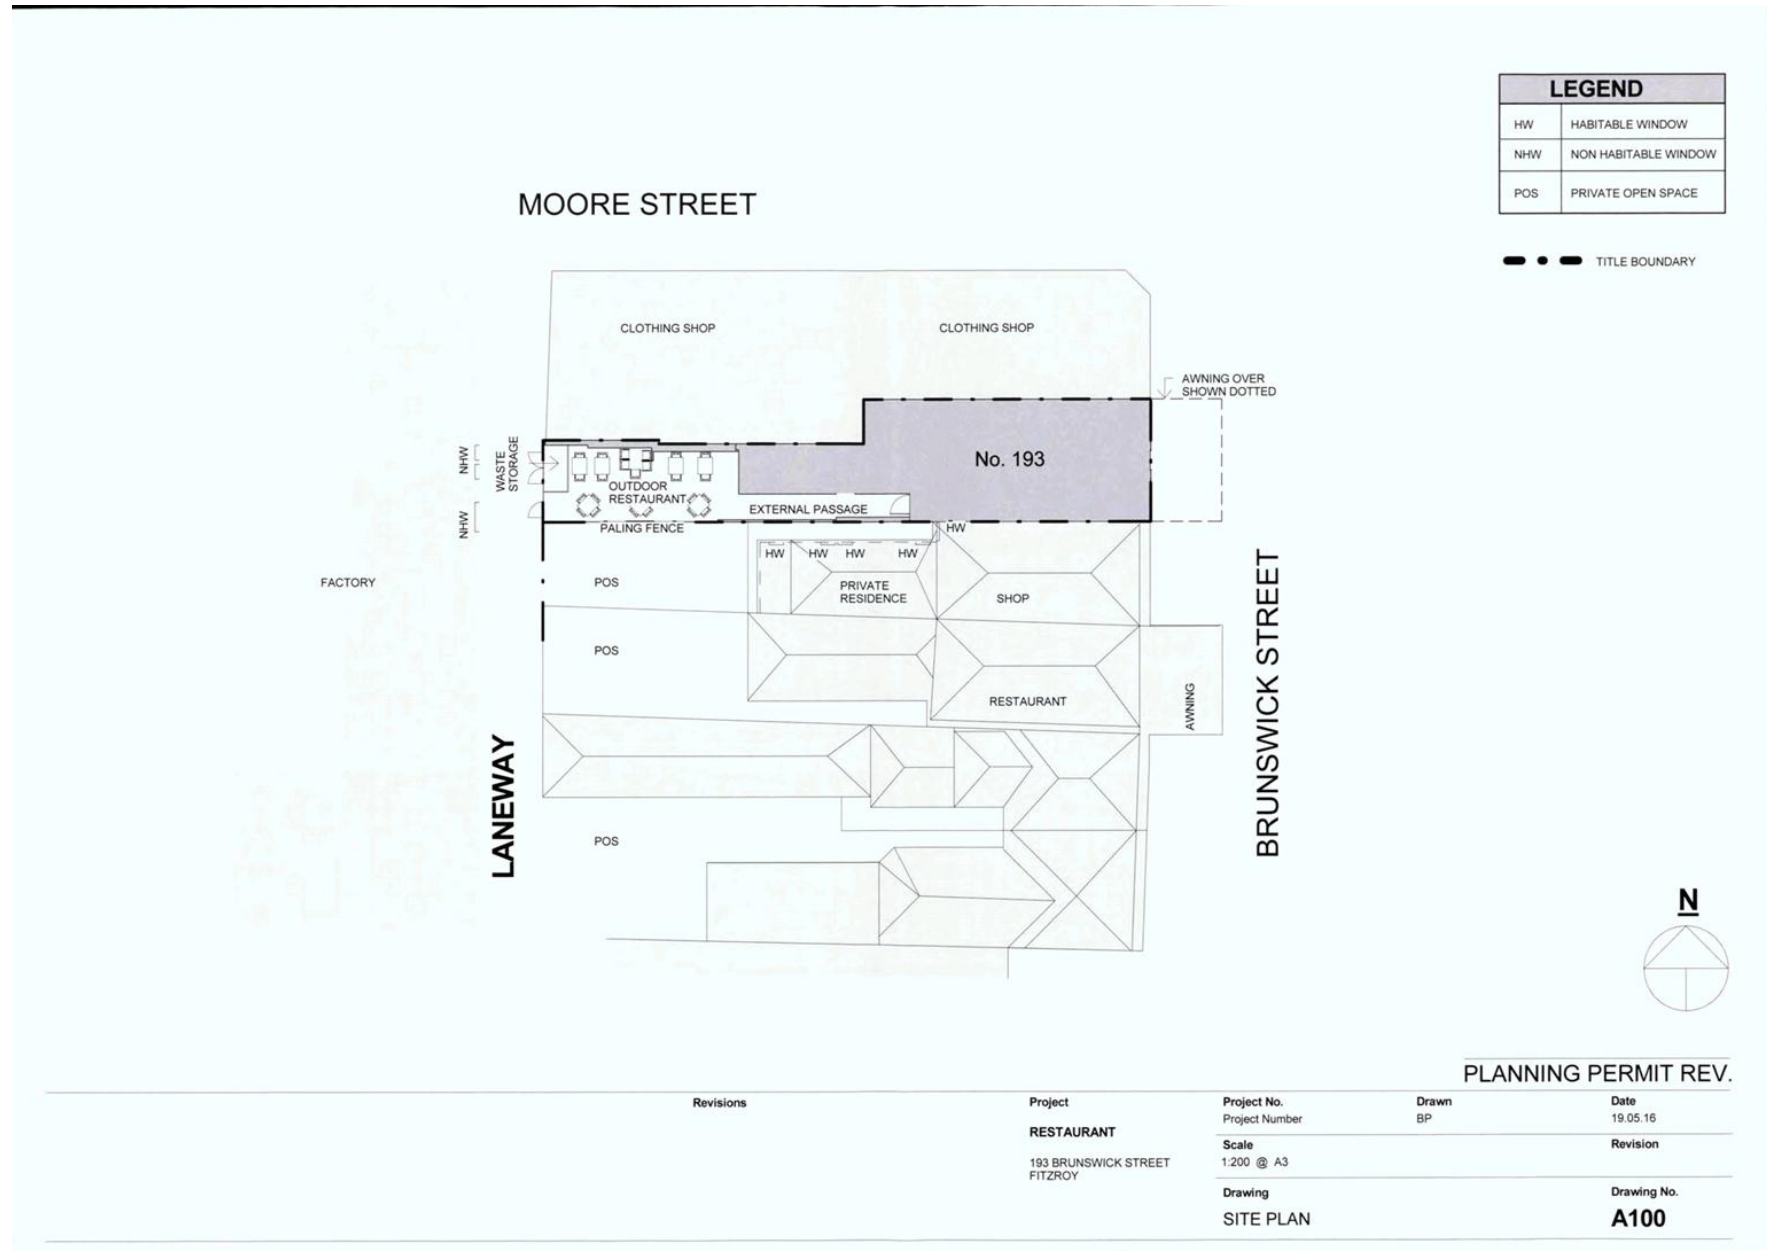 LEGEND
HW HABITABLE WINDOW
NHW NON HABITABLE WINDOW
POS PRIVATE OPEN SPACE
TITLE BOUNDARY
MOORE STREET
CLOTHING SHOP
CLOTHING SHOP
AWNING OVER
SHOWN DOTTED
NHW
WASTE
STORAGE
No. 193
OUTDOOR
RESTAURANT
EXTERNAL PASSAGE
NHW
PALING FENCE
HW
HW
HW
HW
HW
FACTORY
POS
PRIVATE
RESIDENCE
SHOP
BRUNSWICK STREET
POS
RESTAURANT
AWNING
LANEWAY
POS
N
PLANNING PERMIT REV.
Revisions
Project
RESTAURANT
193 BRUNSWICK STREET
FITZROY
Project No.
Project Number
Drawn
BP
Date
19.05.16
Scale
1:200 @ A3
Revision
Drawing
SITE PLAN
Drawing No.
A100